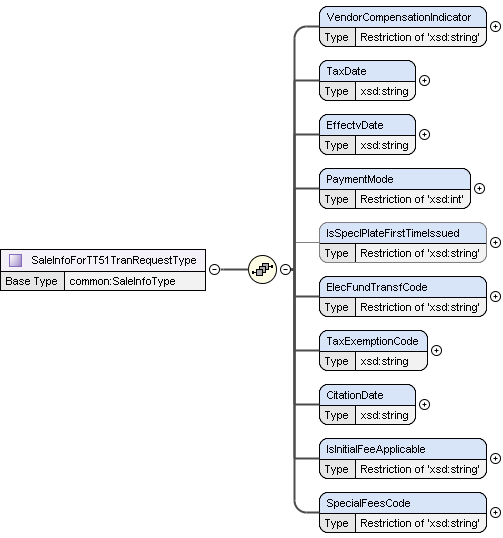 VendorCompensationIndicator
Type Restriction of 'xsd:string'
TaxDate
Type xsd:string
EffectvDate
Type xsd:string
PaymentMode
Type Restriction of 'xsd:int'
IsSpeclPlateFirstTimeIssued
Type Restriction of 'xsd:string'
SaleInfoForTT51TranRequestType
Base Type common:SaleInfoType
ElecFundTransfCode
Type Restriction of 'xsd:string'
TaxExemptionCode
Type xsd:string
CitationDate
Type xsd:string
IsInitialFeeApplicable
Type Restriction of 'xsd:string'
SpecialFeesCode
Type Restriction of 'xsd:string'